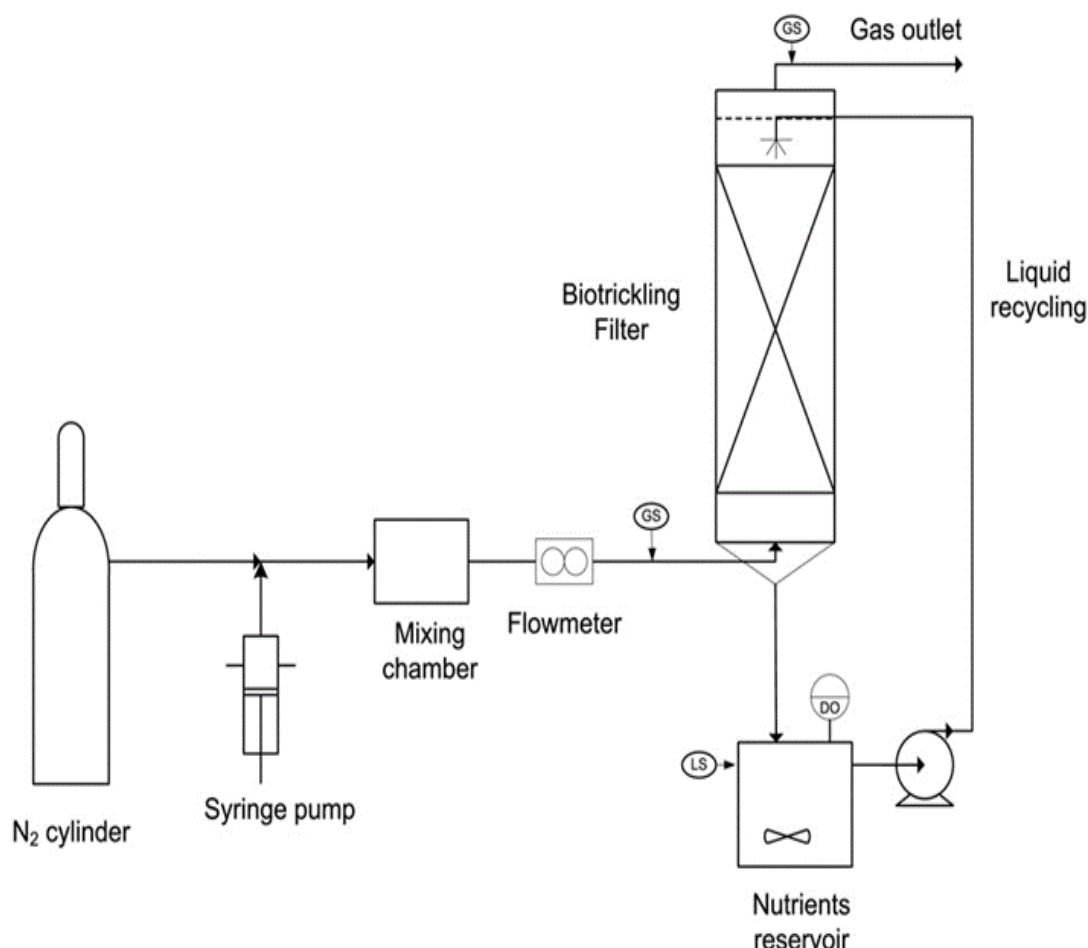 GS
Gas outlet
Biotrickling
Filter
Liquid
recycling
GS
Mixing
chamber
Flowmeter
DO
LS
N₂ cylinder
Syringe pump
Nutrients
reservoir